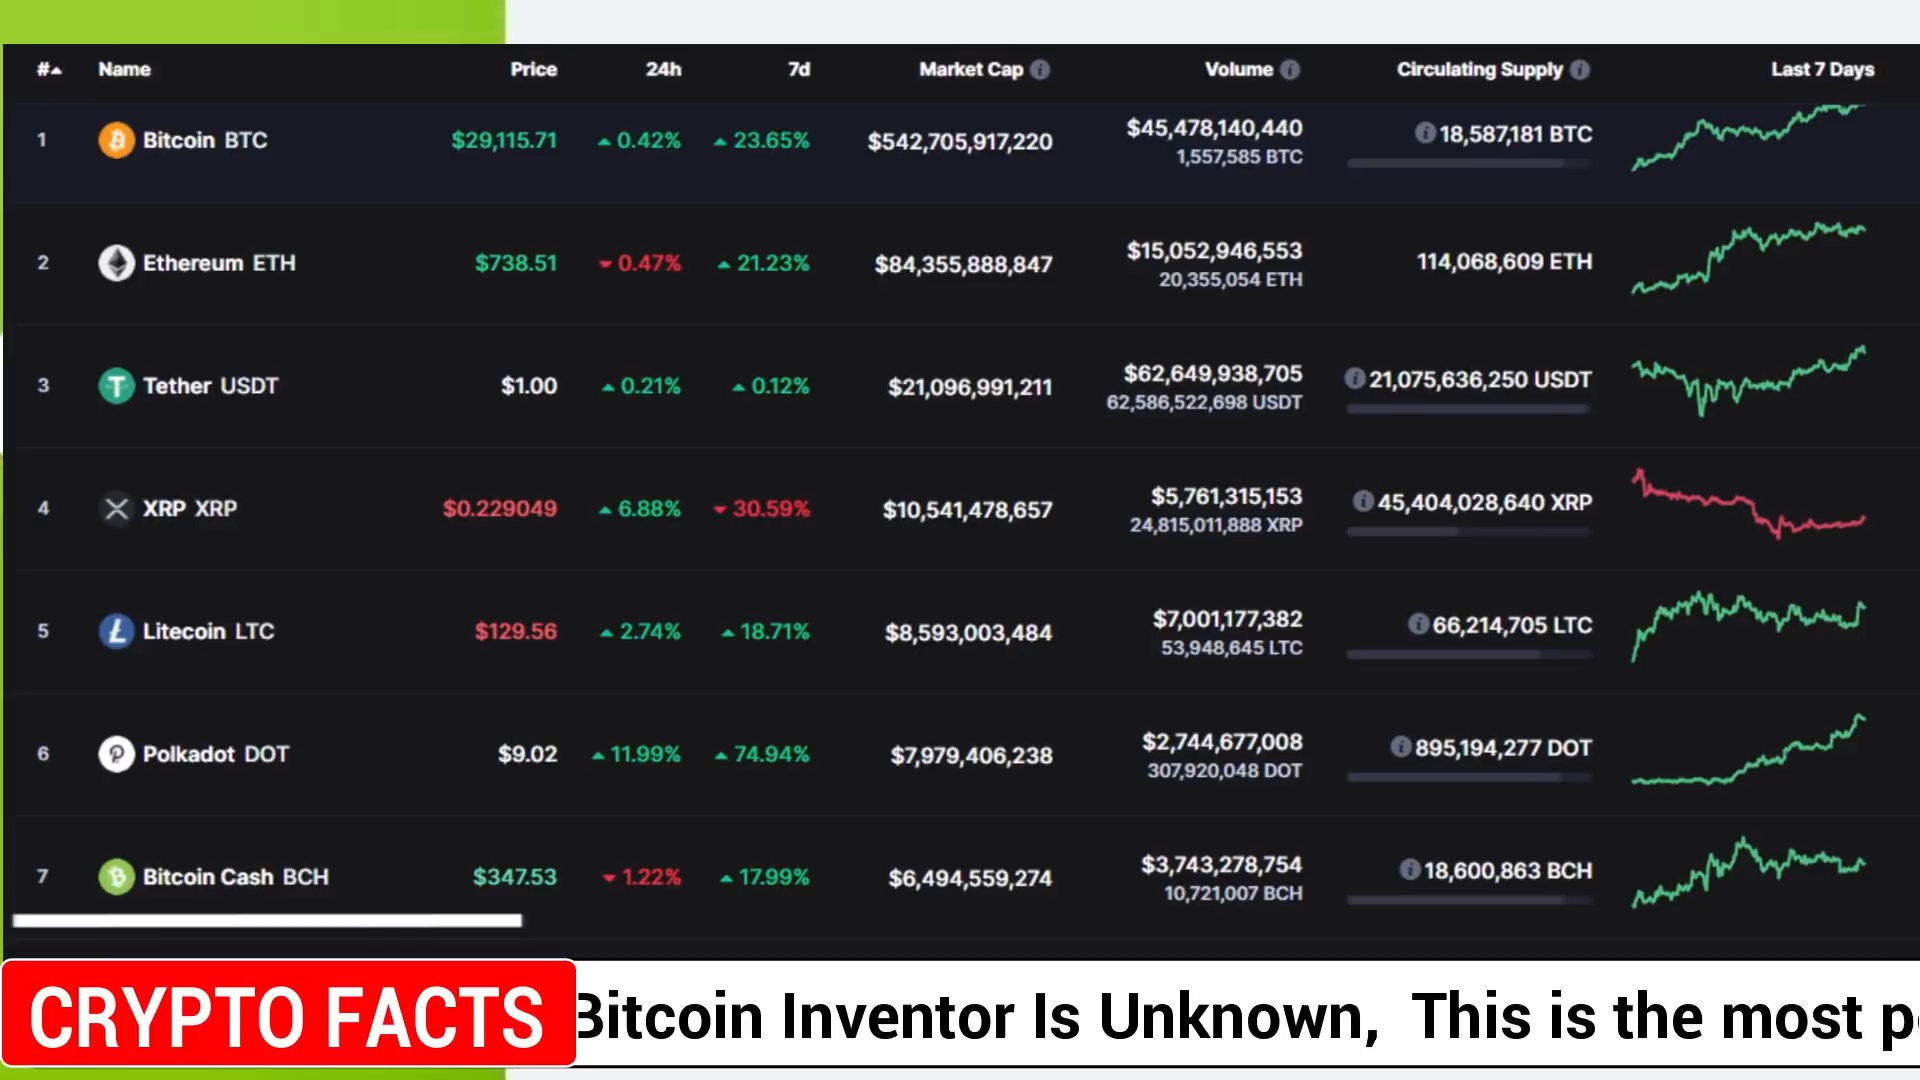 # Name Price 24h 7d Market Cap Volume Circulating Supply Last 7 Days
1 Bitcoin BTC $29,115.71 0.42% 23.65% $542,705,917,220 $45,478,140,440 18,587,181 BTC
1,557,585 BTC
2 Ethereum ETH $738.51 0.47% 21.23% $84,355,888,847 $15,052,946,553 114,068,609 ETH
20,355,054 ETH
3 Tether USDT $1.00 0.21% 0.12% $21,096,991,211 $62,649,938,705 21,075,636,250 USDT
62,586,522,698 USDT
4 XRP XRP $0.229049 6.88% 30.59% $10,541,478,657 $5,761,315,153 45,404,028,640 XRP
24,815,011,888 XRP
5 Litecoin LTC $129.56 2.74% 18.71% $8,593,003,484 $7,001,177,382 66,214,705 LTC
53,948,645 LTC
6 Polkadot DOT $9.02 11.99% 74.94% $7,979,406,238 $2,744,677,008 895,194,277 DOT
307,920,048 DOT
7 Bitcoin Cash BCH $347.53 1.22% 17.99% $6,494,559,274 $3,743,278,754 18,600,863 BCH
10,721,007 BCH
CRYPTO FACTS Bitcoin Inventor Is Unknown, This is the most